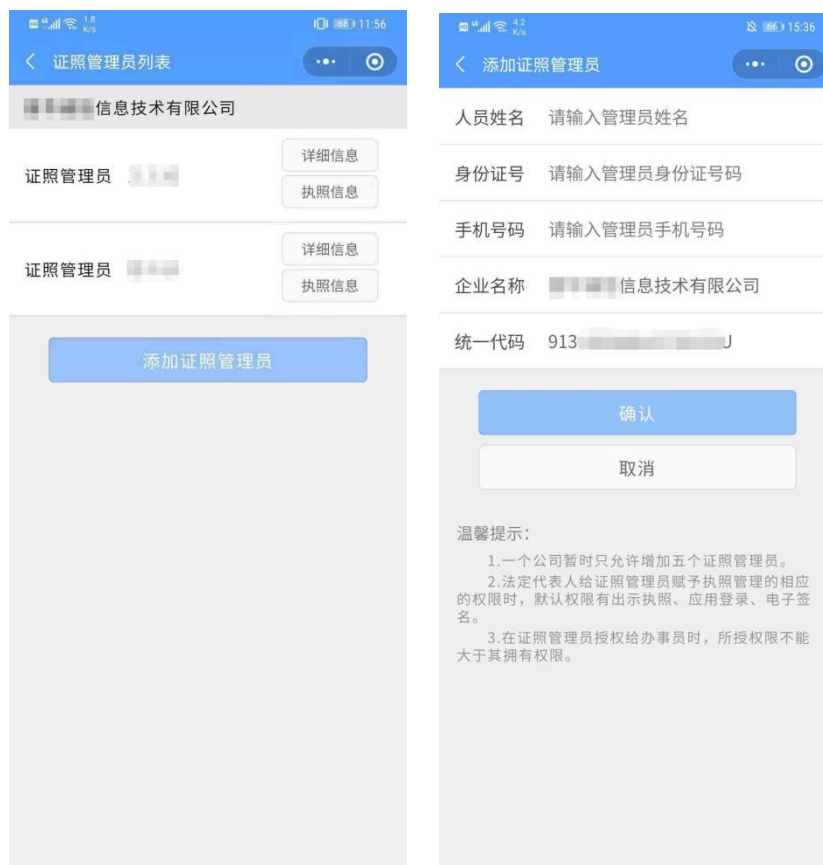 1.8
K/s
66
11:56
证照管理员列表
信息技术有限公司
证照管理员
详细信息
执照信息
证照管理员
详细信息
执照信息
添加证照管理员
4.2
K/s
66
15:36
添加证照管理员
人员姓名 请输入管理员姓名
身份证号 请输入管理员身份证号码
手机号码 请输入管理员手机号码
企业名称 信息技术有限公司
统一代码 913 J
确认
取消
温馨提示：
1.一个公司暂时只允许增加五个证照管理员。
2.法定代表人给证照管理员赋予执照管理的相应
的权限时，默认权限有出示执照、应用登录、电子签
名。
3.在证照管理员授权给办事员时，所授权限不能
大于其拥有权限。